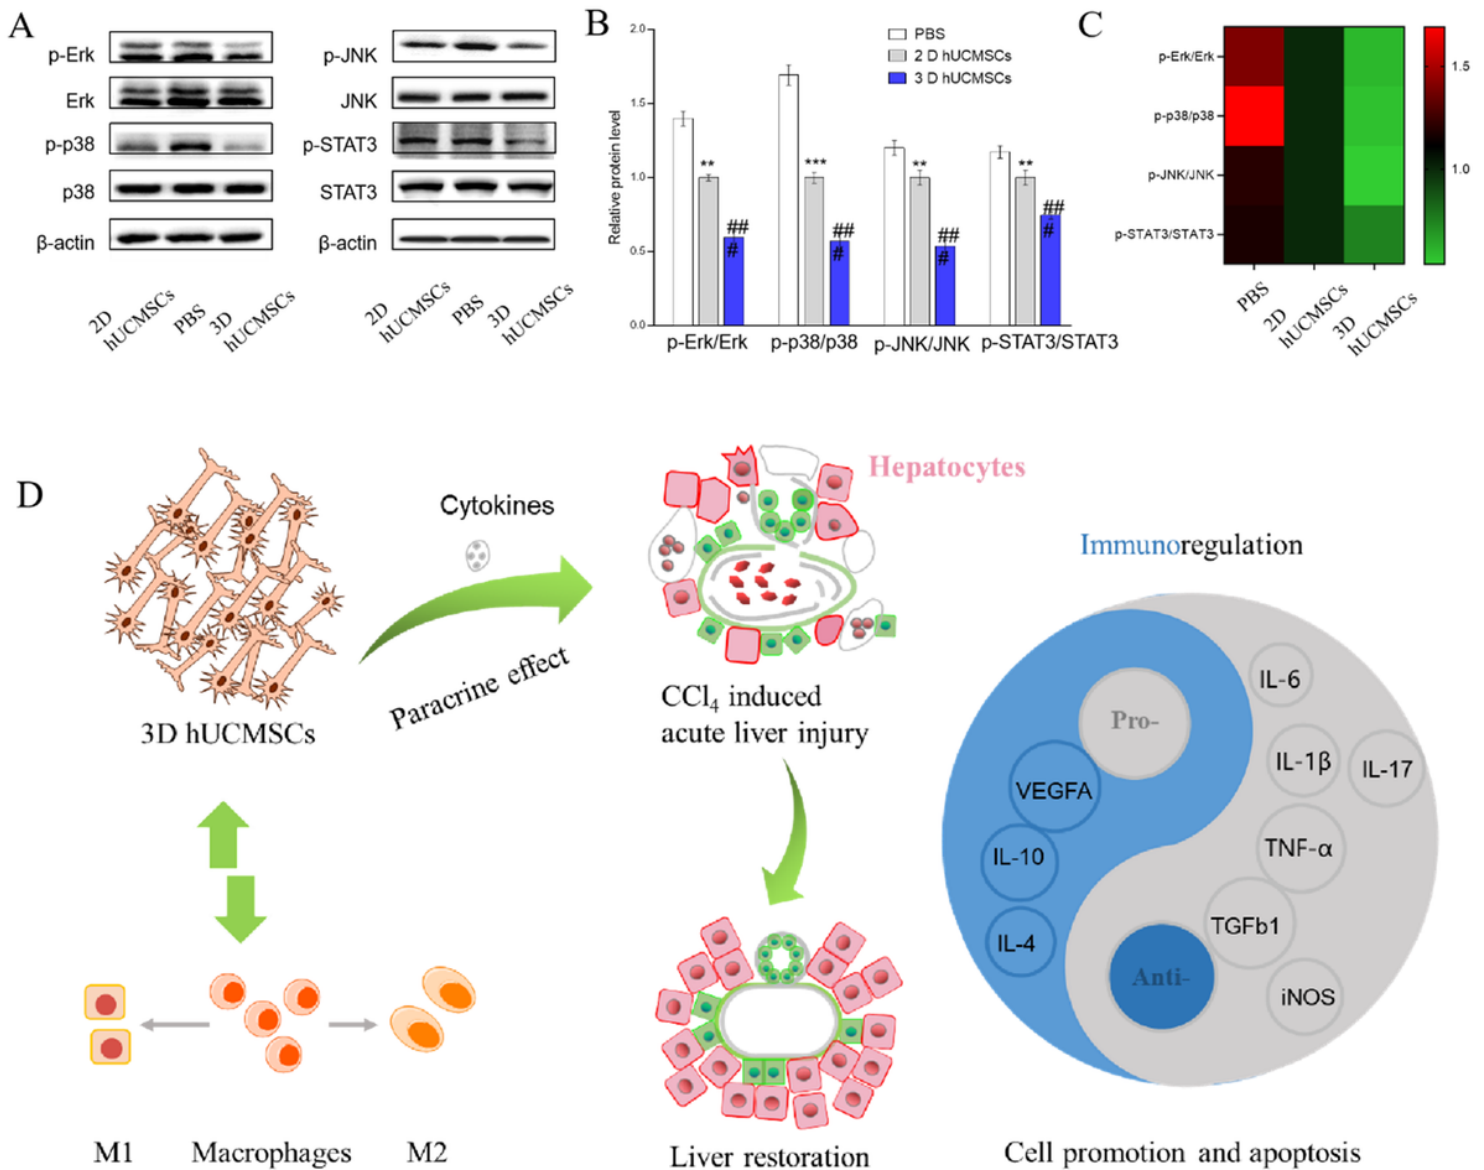 A
p-Erk
Erk
p-p38
p38
β-actin
2D
hUCMSCs
PBS
3D
hUCMSCs
p-JNK
JNK
p-STAT3
STAT3
β-actin
2D
hUCMSCs
PBS
3D
hUCMSCs
B
Relative protein level
2.0
1.5
1.0
0.5
0.0
PBS
2 D hUCMSCs
3 D hUCMSCs
**
##
#
***
##
#
**
##
#
**
##
#
p-Erk/Erk
p-p38/p38
p-JNK/JNK
p-STAT3/STAT3
C
p-Erk/Erk
p-p38/p38
p-JNK/JNK
p-STAT3/STAT3
PBS
2D
hUCMSCs
3D
hUCMSCs
1.5
1.0
D
3D hUCMSCs
Cytokines
Paracrine effect
Hepatocytes
CCl₄ induced
acute liver injury
Liver restoration
M1
Macrophages
M2
Immunoregulation
Pro-
VEGFA
IL-10
IL-4
IL-6
IL-1β
IL-17
TNF-α
TGFb1
iNOS
Anti-
Cell promotion and apoptosis